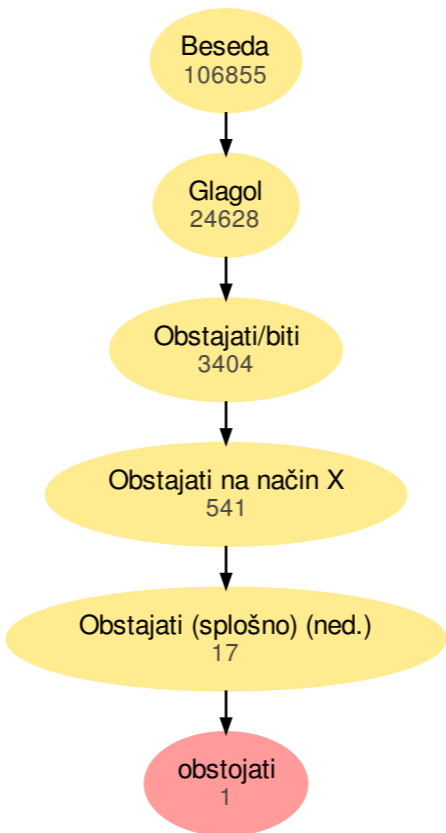 Beseda
106855
Glagol
24628
Obstajati/biti
3404
Obstajati na način X
541
Obstajati (splošno) (ned.)
17
obstojati
1